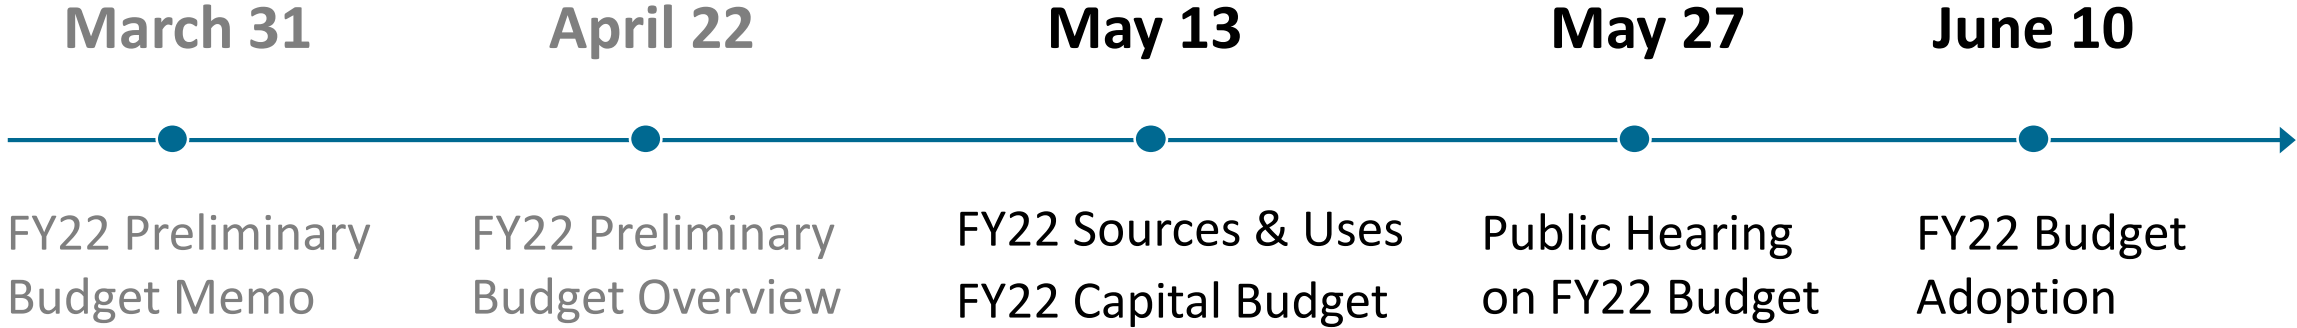 March 31
April 22
May 13
May 27
June 10
FY22 Preliminary
Budget Memo
FY22 Preliminary
Budget Overview
FY22 Sources & Uses
FY22 Capital Budget
Public Hearing
on FY22 Budget
FY22 Budget
Adoption